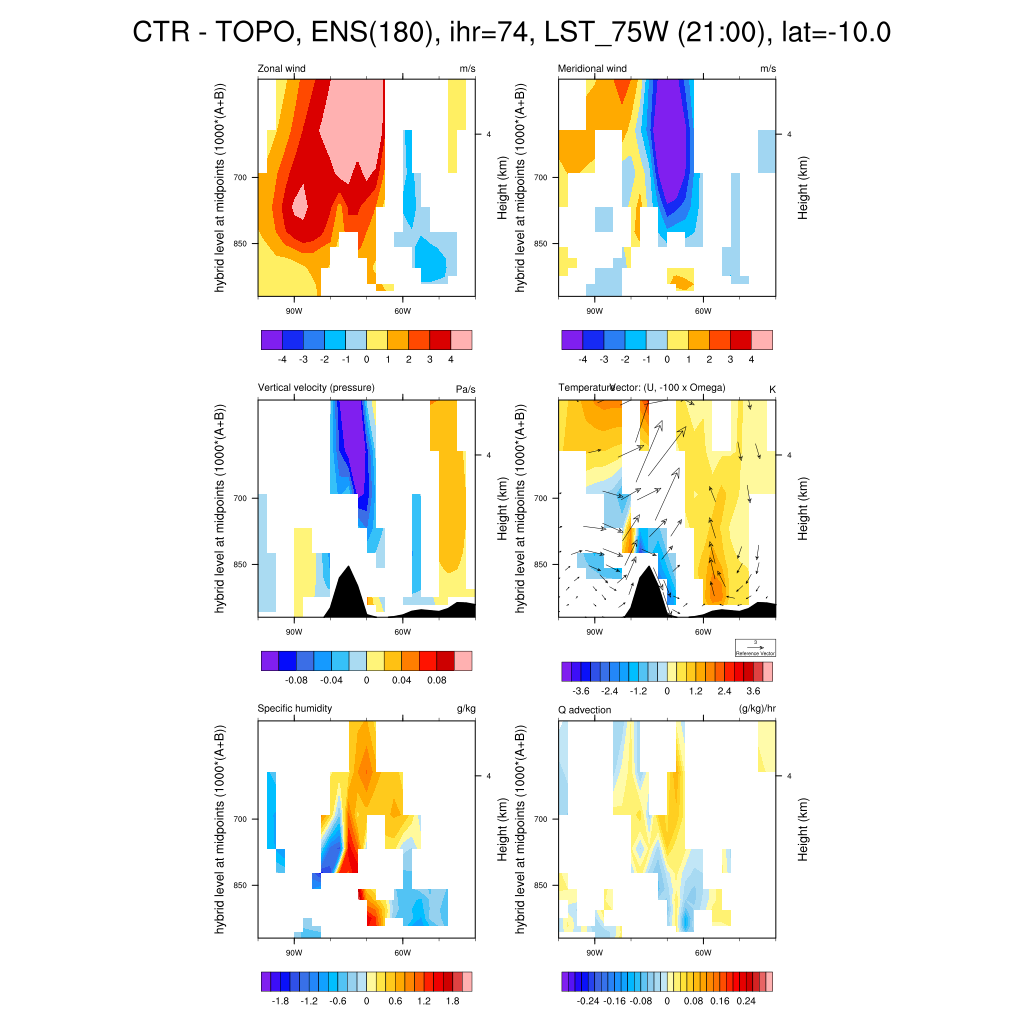 CTR - TOPO, ENS(180), ihr=74, LST_75W (21:00), lat=-10.0
Zonal wind m/s
Meridional wind m/s
hybrid level at midpoints (1000*(A+B))
Height (km)
hybrid level at midpoints (1000*(A+B))
Height (km)
4
4
700
700
850
850
90W 60W
90W 60W
-4 -3 -2 -1 0 1 2 3 4
-4 -3 -2 -1 0 1 2 3 4
Vertical velocity (pressure) Pa/s
Temperature Vector: (U, -100 x Omega) K
hybrid level at midpoints (1000*(A+B))
Height (km)
hybrid level at midpoints (1000*(A+B))
Height (km)
4
4
700
700
850
850
90W 60W
90W 60W
3
Reference Vector
-0.08 -0.04 0 0.04 0.08
-3.6 -2.4 -1.2 0 1.2 2.4 3.6
Specific humidity g/kg
Q advection (g/kg)/hr
hybrid level at midpoints (1000*(A+B))
Height (km)
hybrid level at midpoints (1000*(A+B))
Height (km)
4
4
700
700
850
850
90W 60W
90W 60W
-1.8 -1.2 -0.6 0 0.6 1.2 1.8
-0.24 -0.16 -0.08 0 0.08 0.16 0.24